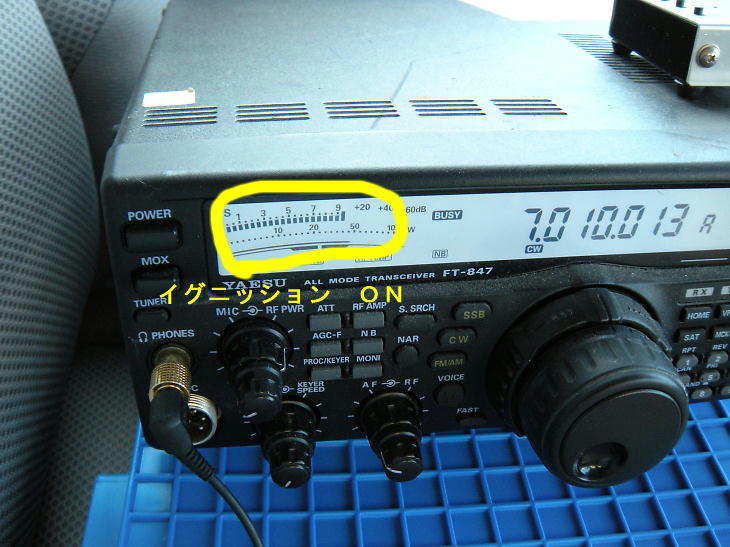 S 1 3 5 7 9 +20 +40 60dB
BUSY
10 20 50 100 W
7.010.013 A
CW
NB
POWER
YAESU ALL MODE TRANSCEIVER FT-847
イグニッション ON
MOX
TUNER
PHONES
MIC RF PWR
ATT
RF AMP
S. SRCH
SSB
AGC-F
N B
NAR
CW
PROC/KEYER
MONI
FM/AM
KEYER SPEED
A F R F
VOICE
FAST
RX
HOME
SAT
RPT
REV